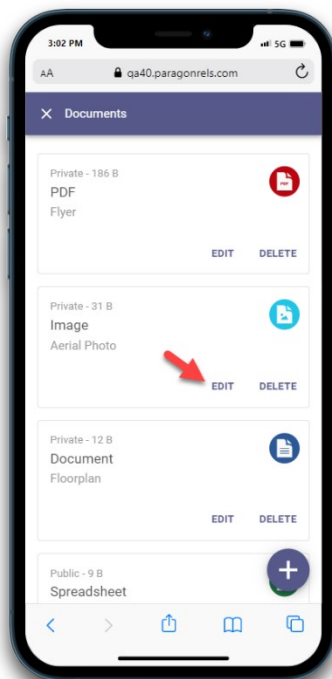 3:02 PM
5G
AA
qa40.paragonrels.com
Documents
Private - 186 B
PDF
PDF
Flyer
EDIT DELETE
Private - 31 B
Image
Aerial Photo
EDIT DELETE
Private - 12 B
Document
Floorplan
EDIT DELETE
Public - 9 B
Spreadsheet